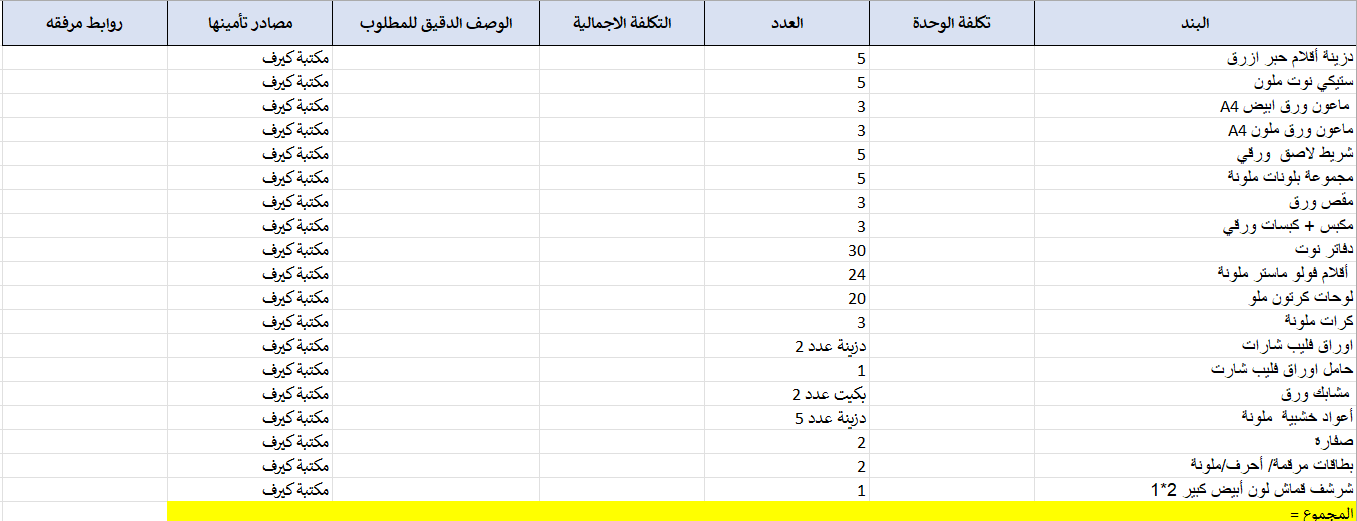 البند تكلفة الوحدة العدد التكلفة الاجمالية الوصف الدقيق للمطلوب مصادر تأمينها روابط مرفقه
دزينة أقلام حبر ازرق 5 مكتبة كيرف
ستيكي نوت ملون 5 مكتبة كيرف
ماعون ورق ابيض A4 3 مكتبة كيرف
ماعون ورق ملون A4 3 مكتبة كيرف
شريط لاصق ورقي 5 مكتبة كيرف
مجموعة بلونات ملونة 5 مكتبة كيرف
مقص ورق 3 مكتبة كيرف
مكبس + كبسات ورقي 3 مكتبة كيرف
دفاتر نوت 30 مكتبة كيرف
أقلام فولو ماستر ملونة 24 مكتبة كيرف
لوحات كرتون ملو 20 مكتبة كيرف
كرات ملونة 3 مكتبة كيرف
اوراق فليب شارات دزينة عدد 2 مكتبة كيرف
حامل اوراق فليب شارت 1 مكتبة كيرف
مشابك ورق بكيت عدد 2 مكتبة كيرف
أعواد خشبية ملونة دزينة عدد 5 مكتبة كيرف
صفارة 2 مكتبة كيرف
بطاقات مرقمة/ أحرف/ملونة 2 مكتبة كيرف
شرشف قماش لون أبيض كبير 2*1 1 مكتبة كيرف
المجموع =